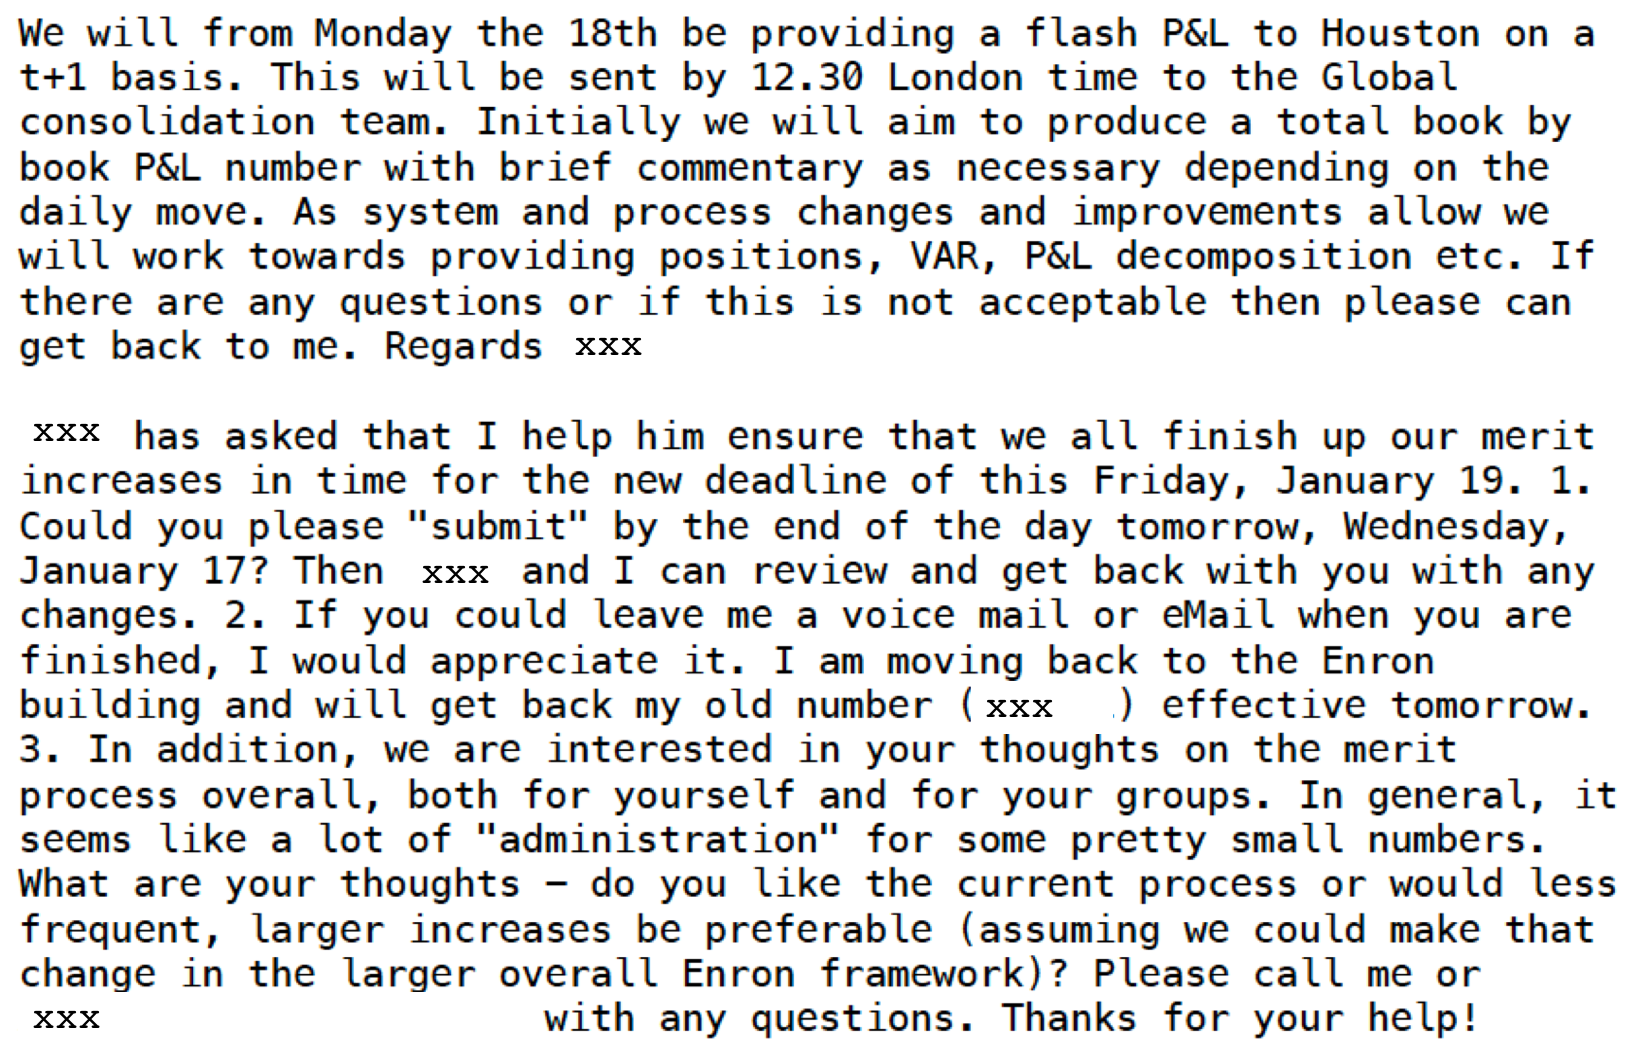 We will from Monday the 18th be providing a flash P&L to Houston on a
t+1 basis. This will be sent by 12.30 London time to the Global
consolidation team. Initially we will aim to produce a total book by
book P&L number with brief commentary as necessary depending on the
daily move. As system and process changes and improvements allow we
will work towards providing positions, VAR, P&L decomposition etc. If
there are any questions or if this is not acceptable then please can
get back to me. Regards xxx
xxx has asked that I help him ensure that we all finish up our merit
increases in time for the new deadline of this Friday, January 19. 1.
Could you please "submit" by the end of the day tomorrow, Wednesday,
January 17? Then xxx and I can review and get back with you with any
changes. 2. If you could leave me a voice mail or eMail when you are
finished, I would appreciate it. I am moving back to the Enron
building and will get back my old number (xxx ) effective tomorrow.
3. In addition, we are interested in your thoughts on the merit
process overall, both for yourself and for your groups. In general, it
seems like a lot of "administration" for some pretty small numbers.
What are your thoughts – do you like the current process or would less
frequent, larger increases be preferable (assuming we could make that
change in the larger overall Enron framework)? Please call me or
xxx with any questions. Thanks for your help!